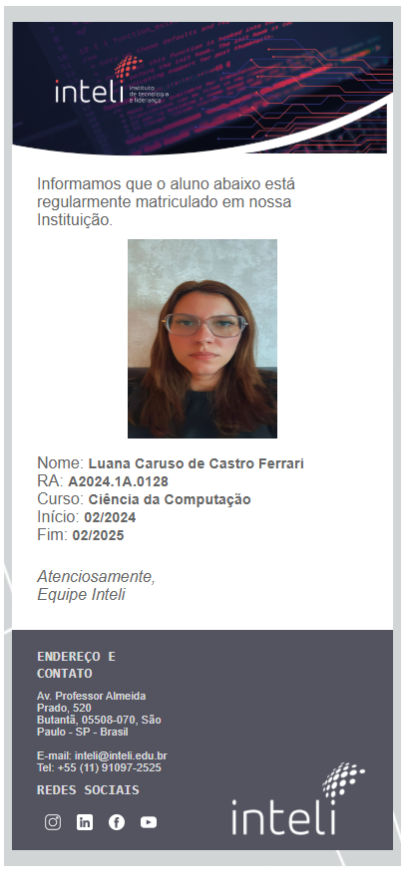 inteli instituto
de tecnologia
e liderança
Informamos que o aluno abaixo está
regularmente matriculado em nossa
Instituição.
Nome: Luana Caruso de Castro Ferrari
RA: A2024.1A.0128
Curso: Ciência da Computação
Início: 02/2024
Fim: 02/2025
Atenciosamente,
Equipe Inteli
ENDEREÇO E
CONTATO
Av. Professor Almeida
Prado, 520
Butantã, 05508-070, São
Paulo - SP - Brasil
E-mail: inteli@inteli.edu.br
Tel: +55 (11) 91097-2525
REDES SOCIAIS
inteli